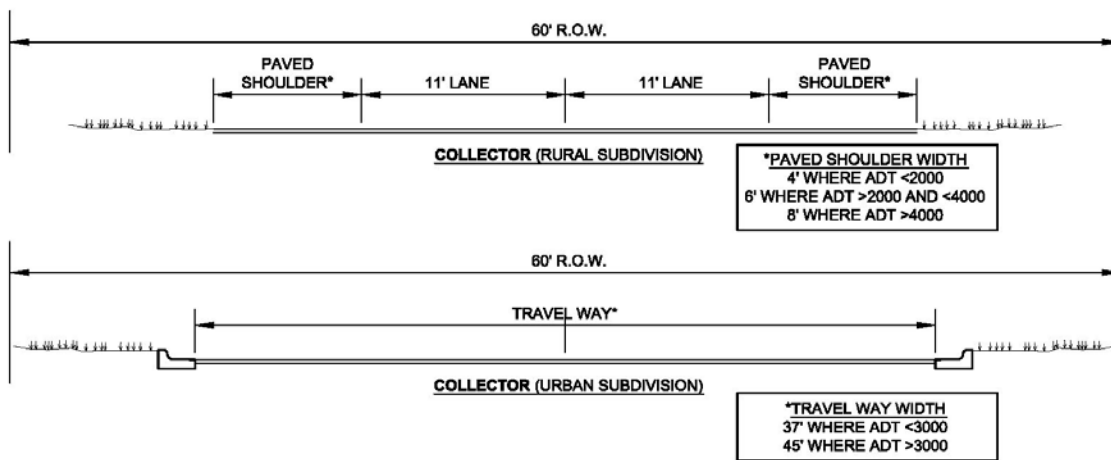 60' R.O.W.
PAVED
SHOULDER*
11' LANE
11' LANE
PAVED
SHOULDER*
COLLECTOR (RURAL SUBDIVISION)
*PAVED SHOULDER WIDTH
4' WHERE ADT <2000
6' WHERE ADT >2000 AND <4000
8' WHERE ADT >4000
60' R.O.W.
TRAVEL WAY*
COLLECTOR (URBAN SUBDIVISION)
*TRAVEL WAY WIDTH
37' WHERE ADT <3000
45' WHERE ADT >3000